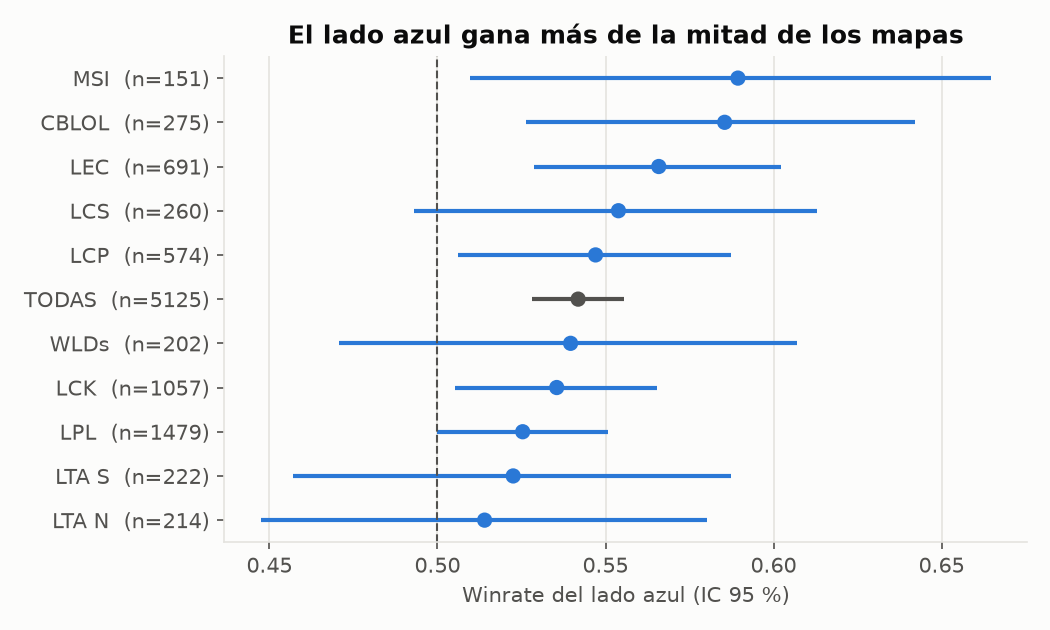 El lado azul gana más de la mitad de los mapas
MSI (n=151)
CBLOL (n=275)
LEC (n=691)
LCS (n=260)
LCP (n=574)
TODAS (n=5125)
WLDs (n=202)
LCK (n=1057)
LPL (n=1479)
LTA S (n=222)
LTA N (n=214)
0.45 0.50 0.55 0.60 0.65
Winrate del lado azul (IC 95 %)